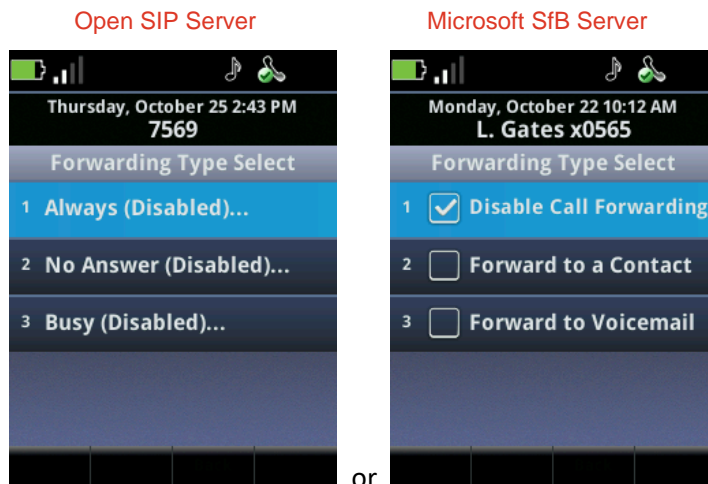 Open SIP Server
Thursday, October 25 2:43 PM
7569
Forwarding Type Select
1 Always (Disabled)...
2 No Answer (Disabled)...
3 Busy (Disabled)...
or
Microsoft SfB Server
Monday, October 22 10:12 AM
L. Gates x0565
Forwarding Type Select
1 Disable Call Forwarding
2 Forward to a Contact
3 Forward to Voicemail